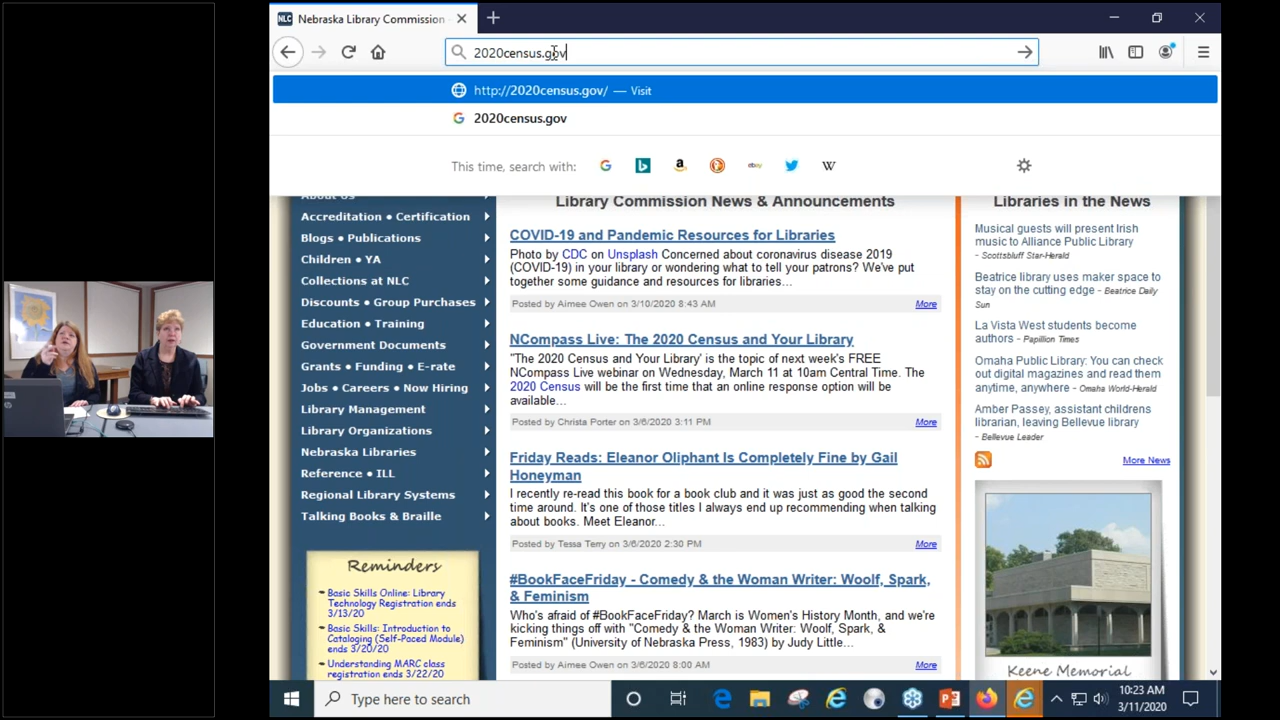 NLC Nebraska Library Commission -
2020census.gov
http://2020census.gov/ — Visit
2020census.gov
This time, search with:
About Us
Accreditation ● Certification
Blogs ● Publications
Children ● YA
Collections at NLC
Discounts ● Group Purchases
Education ● Training
Government Documents
Grants ● Funding ● E-rate
Jobs ● Careers ● Now Hiring
Library Management
Library Organizations
Nebraska Libraries
Reference ● ILL
Regional Library Systems
Talking Books & Braille
Reminders
Basic Skills Online: Library
Technology Registration ends
3/13/20
Basic Skills: Introduction to
Cataloging (Self-Paced Module)
ends 3/20/20
Understanding MARC class
registration ends 3/22/20
Library Commission News & Announcements
COVID-19 and Pandemic Resources for Libraries
Photo by CDC on Unsplash Concerned about coronavirus disease 2019
(COVID-19) in your library or wondering what to tell your patrons? We've put
together some guidance and resources for libraries...
Posted by Aimee Owen on 3/10/2020 8:43 AM More
NCompass Live: The 2020 Census and Your Library
"The 2020 Census and Your Library' is the topic of next week's FREE
NCompass Live webinar on Wednesday, March 11 at 10am Central Time. The
2020 Census will be the first time that an online response option will be
available...
Posted by Christa Porter on 3/6/2020 3:11 PM More
Friday Reads: Eleanor Oliphant Is Completely Fine by Gail
Honeyman
I recently re-read this book for a book club and it was just as good the second
time around. It's one of those titles I always end up recommending when talking
about books. Meet Eleanor...
Posted by Tessa Terry on 3/6/2020 2:30 PM More
#BookFaceFriday - Comedy & the Woman Writer: Woolf, Spark,
& Feminism
Who's afraid of #BookFaceFriday? March is Women's History Month, and we're
kicking things off with "Comedy & the Woman Writer: Woolf, Spark, &
Feminism" (University of Nebraska Press, 1983) by Judy Little...
Posted by Aimee Owen on 3/6/2020 8:00 AM More
Libraries in the News
Musical guests will present Irish
music to Alliance Public Library
- Scottsbluff Star-Herald
Beatrice library uses maker space to
stay on the cutting edge - Beatrice Daily
Sun
La Vista West students become
authors - Papillion Times
Omaha Public Library: You can check
out digital magazines and read them
anytime, anywhere - Omaha World-Herald
Amber Passey, assistant childrens
librarian, leaving Bellevue library
- Bellevue Leader
More News
Keene Memorial
Type here to search
10:23 AM
3/11/2020